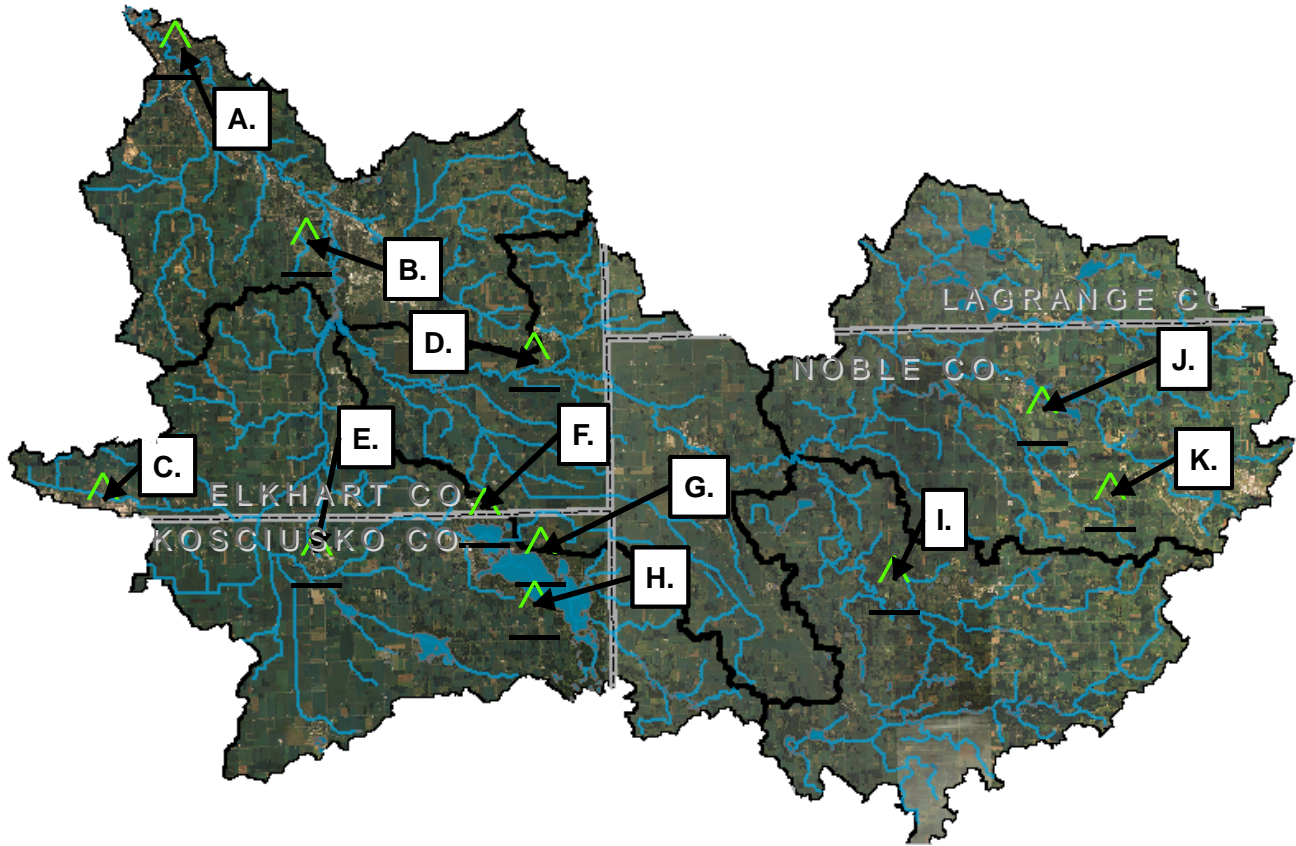 A.
B.
LAGRANGE CO
D.
J.
NOBLE CO.
E.
F.
C.
K.
G.
ELKHART CO.
I.
KOSCIUSKO CO.
H.